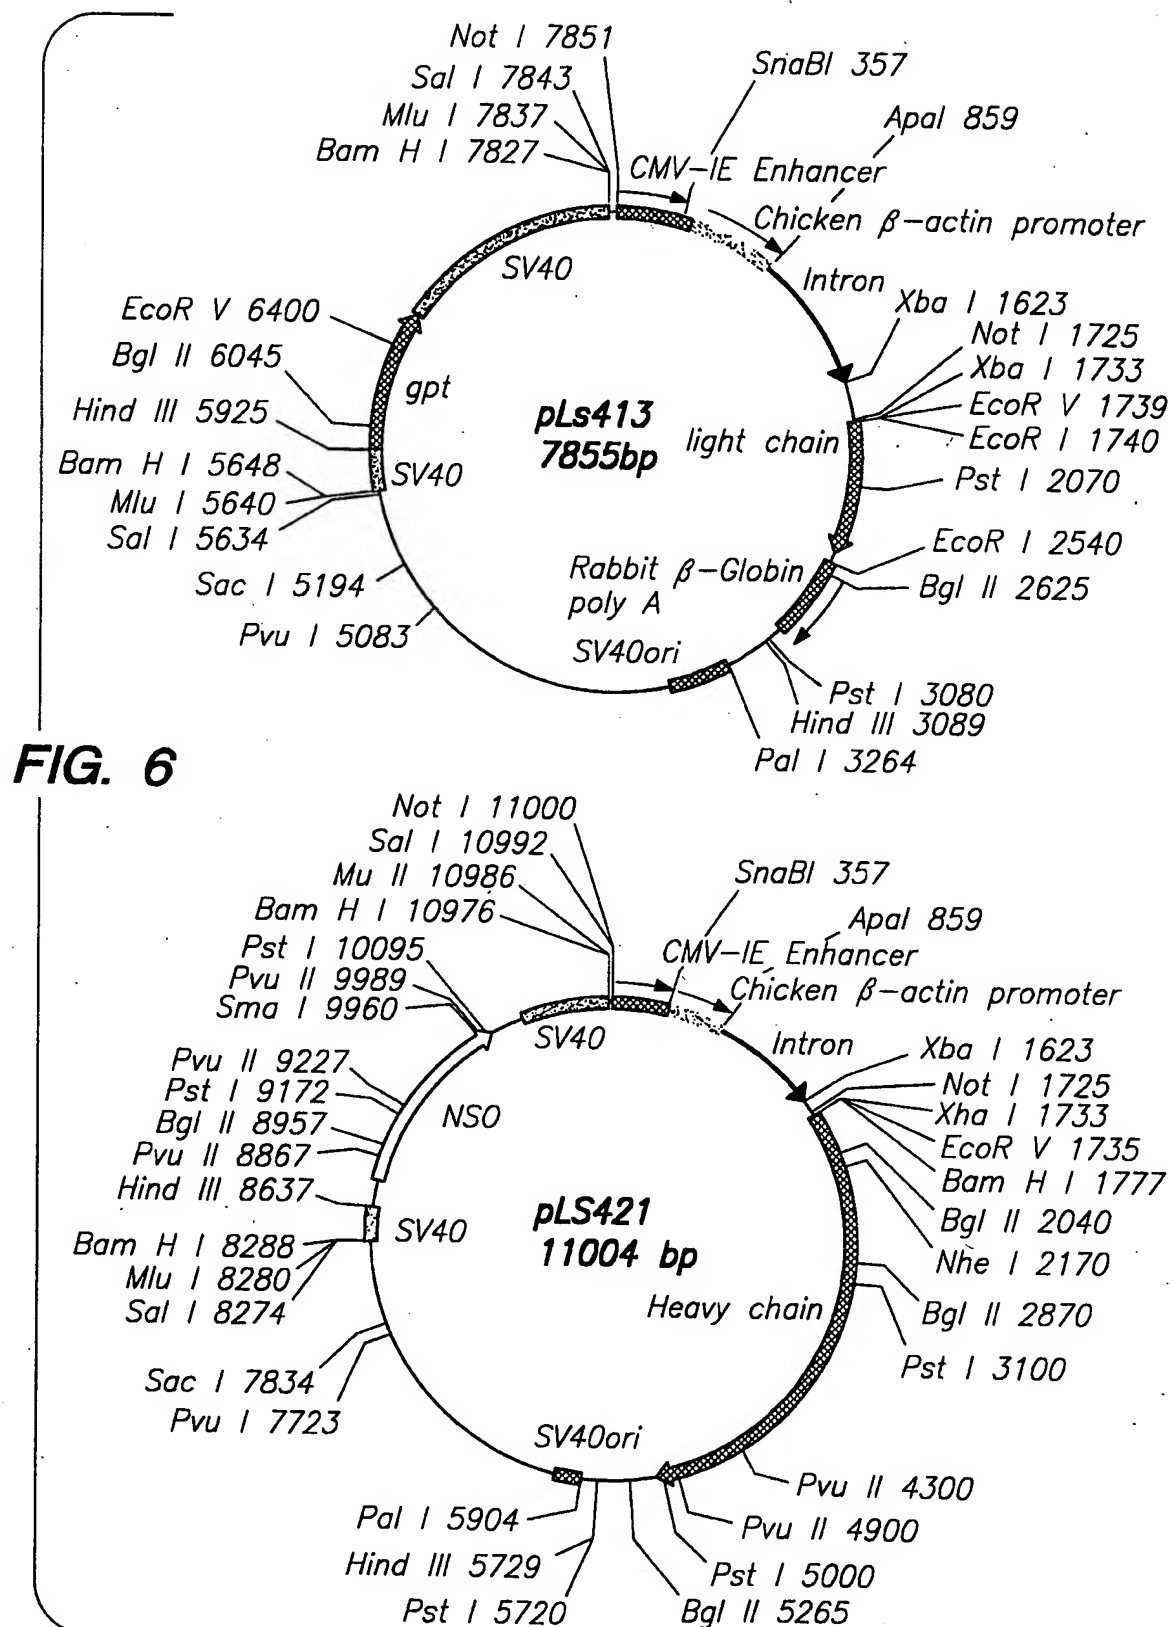 Not I 7851
Sal I 7843
Mlu I 7837
Bam H I 7827
SnaBI 357
ApaI 859
CMV-IE Enhancer
Chicken β-actin promoter
SV40
Intron
EcoR V 6400
Bgl II 6045
gpt
Hind III 5925
Bam H I 5648
SV40
Mlu I 5640
Sal I 5634
Sac I 5194
Pvu I 5083
pLs413
7855bp
Xba I 1623
Not I 1725
Xba I 1733
EcoR V 1739
EcoR I 1740
light chain
Pst I 2070
EcoR I 2540
Rabbit β-Globin
poly A
Bgl II 2625
SV40ori
Pst I 3080
Hind III 3089
Pal I 3264
FIG. 6
Not I 11000
Sal I 10992
Mu II 10986
Bam H I 10976
Pst I 10095
Pvu II 9989
Sma I 9960
SnaBI 357
ApaI 859
CMV-IE Enhancer
Chicken β-actin promoter
SV40
Intron
Pvu II 9227
Pst I 9172
Bgl II 8957
Pvu II 8867
NSO
Hind III 8637
SV40
Bam H I 8288
Mlu I 8280
Sal I 8274
Sac I 7834
Pvu I 7723
pLS421
11004 bp
Xba I 1623
Not I 1725
Xha I 1733
EcoR V 1735
Bam H I 1777
Bgl II 2040
Nhe I 2170
Heavy chain
Bgl II 2870
Pst I 3100
SV40ori
Pvu II 4300
Pal I 5904
Pvu II 4900
Hind III 5729
Pst I 5000
Pst I 5720
Bgl II 5265